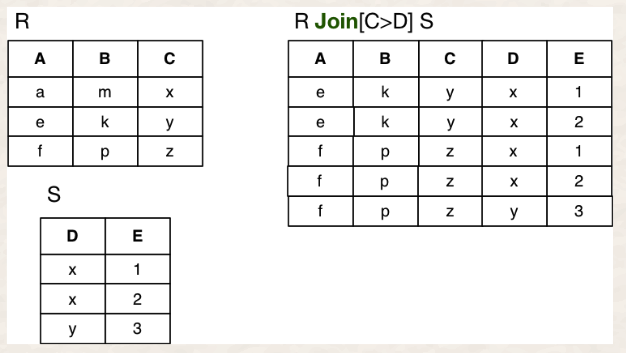 R
A B C
a m x
e k y
f p z
S
D E
x 1
x 2
y 3
R Join[C>D] S
A B C D E
e k y x 1
e k y x 2
f p z x 1
f p z x 2
f p z y 3